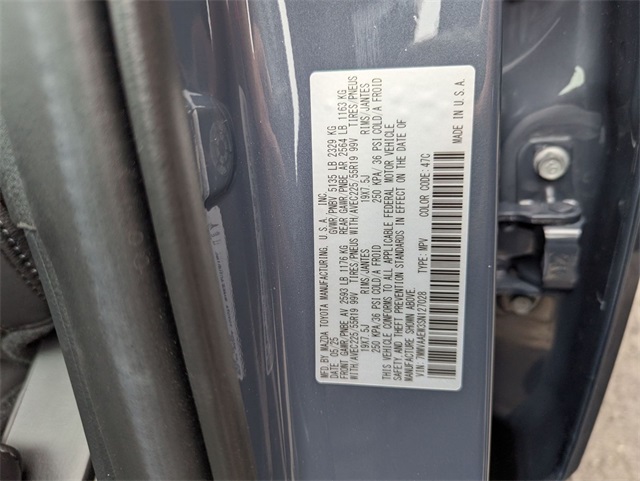 MFD. BY MAZDA TOYOTA MANUFACTURING, U.S.A., INC.
05/25 GVWR/PNBV 5135 LB 2329 KG
FRONT GAWR/PNBE AV 2593 LB 1176 KG REAR GAWR/PNBE AR 2564 LB 1163 KG
WITH/AVEC225/55R19 99V TIRES/PNEUS WITH/AVEC225/55R19 99V TIRES/PNEUS
19X7.5J RIMS/JANTES 19X7.5J RIMS/JANTES
250 KPA/36 PSI COLD/A FROID 250 KPA/36 PSI COLD/A FROID
THIS VEHICLE CONFORMS TO ALL APPLICABLE FEDERAL MOTOR VEHICLE
SAFETY AND THEFT PREVENTION STANDARDS IN EFFECT ON THE DATE OF
MANUFACTURE SHOWN ABOVE.
VIN: 7MMVAAEW3SN127028 TYPE: MPV COLOR CODE: 47C MADE IN U.S.A.